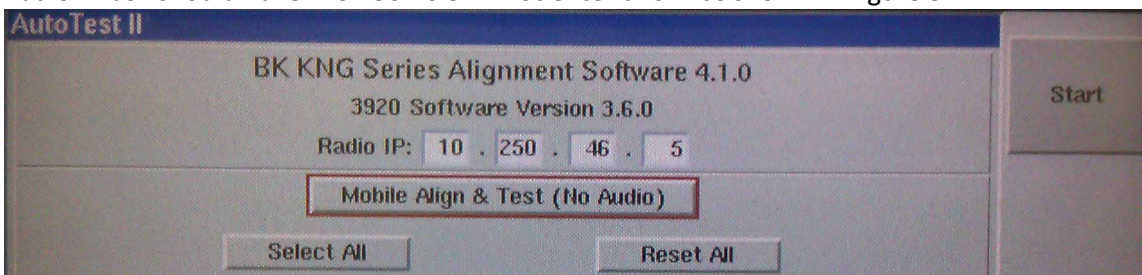 AutoTest II
BK KNG Series Alignment Software 4.1.0
3920 Software Version 3.6.0
Radio IP: 10 . 250 . 46 . 5
Mobile Align & Test (No Audio)
Select All
Reset All
Start